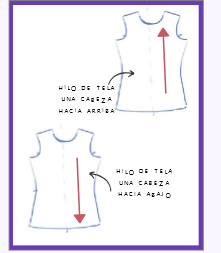 HILO DE TELA
UNA CABEZA
HACIA ARRIBA
HILO DE TELA
UNA CABEZA
HACIA ABAJO